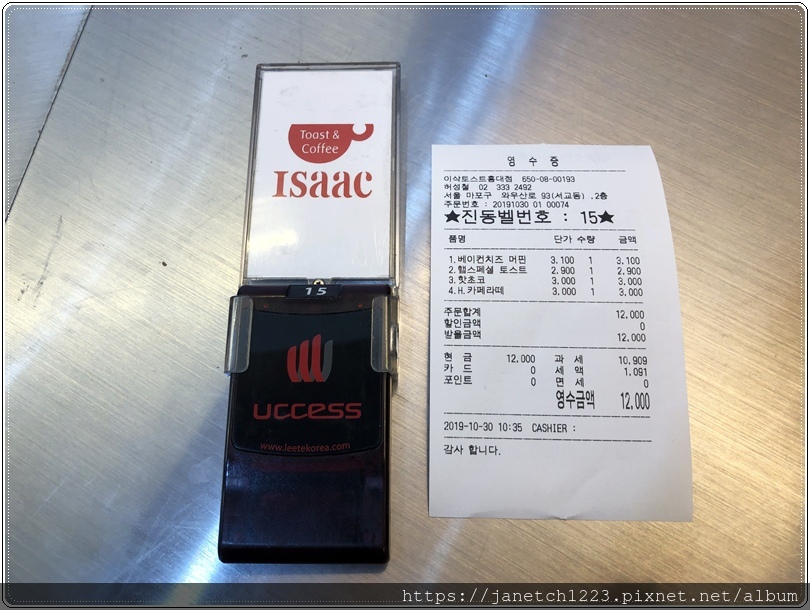 Toast &
Coffee
ISaac
15
uccess
www.leetekorea.com
영 수 증
이삭토스트홍대점 650-08-00193
허성철 02 333 2492
서울 마포구 와우산로 93(서교동) ,2층
주문번호 : 20191030 01 00074
★진동벨번호 : 15★
품명 단가 수량 금액
1.베이컨치즈 머핀 3,100 1 3,100
2.햄스페셜 토스트 2,900 1 2,900
3.핫초코 3,000 1 3,000
4.H.카페라떼 3,000 1 3,000
주문합계 12,000
할인금액 0
받을금액 12,000
현 금 12,000 과 세 10,909
카 드 0 세 액 1,091
포인트 0 면 세 0
영수금액 12,000
2019-10-30 10:35 CASHIER :
감사 합니다.
https://janetch1223.pixnet.net/album